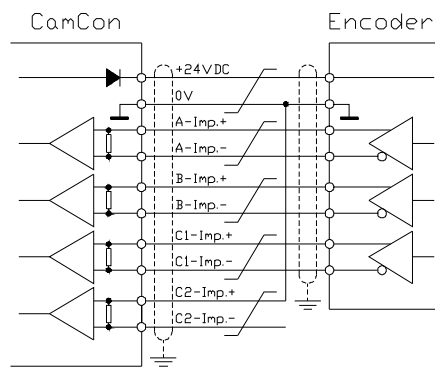 CamCon
Encoder
+24VDC
0V
A-Imp.+
A-Imp.-
B-Imp.+
B-Imp.-
C1-Imp.+
C1-Imp.-
C2-Imp.+
C2-Imp.-